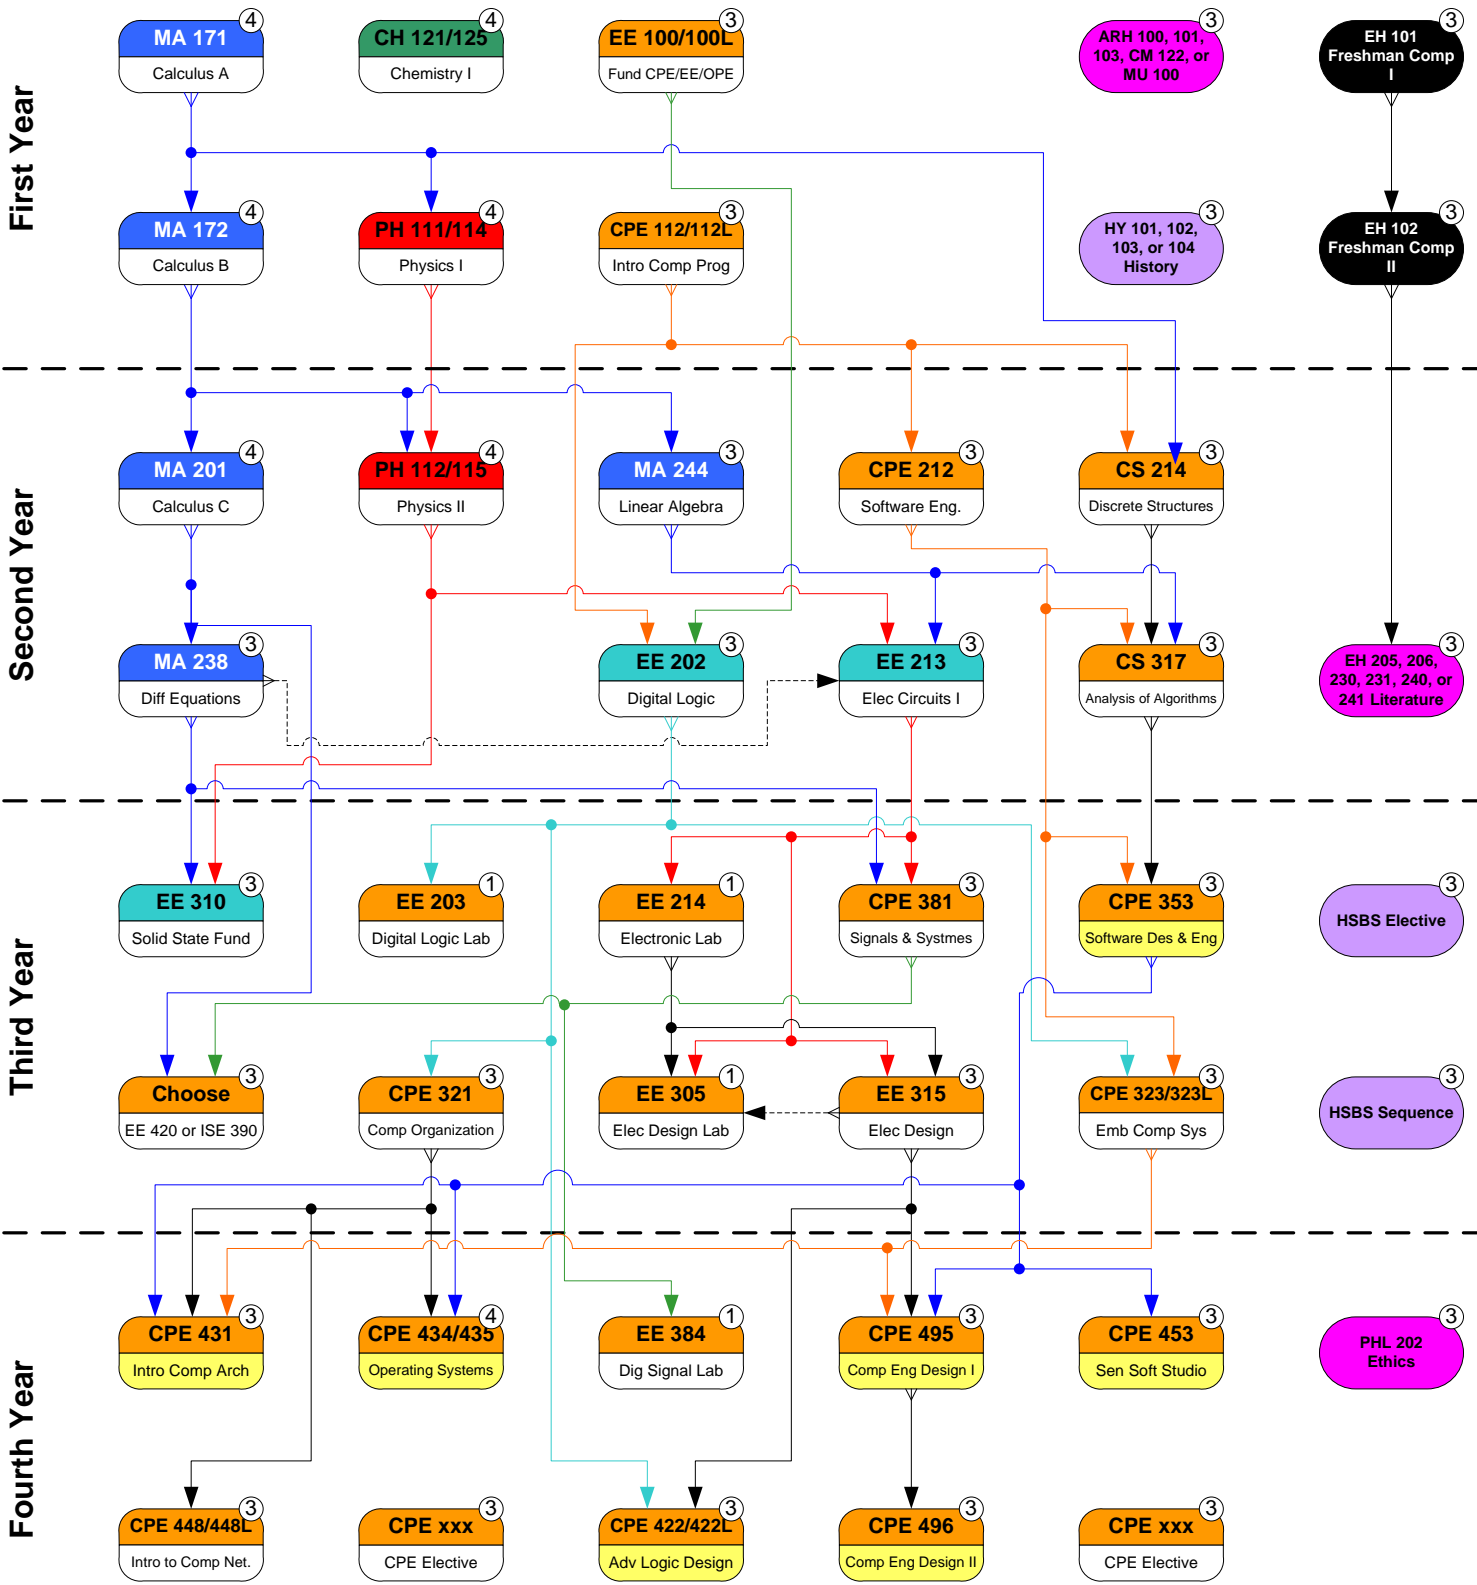 First Year
MA 171
4
Calculus A
CH 121/125
4
Chemistry I
EE 100/100L
3
Fund CPE/EE/OPE
ARH 100, 101,
103, CM 122, or
MU 100
3
EH 101
Freshman Comp
I
3
MA 172
4
Calculus B
PH 111/114
4
Physics I
CPE 112/112L
3
Intro Comp Prog
HY 101, 102,
103, or 104
History
3
EH 102
Freshman Comp
II
3
Second Year
MA 201
4
Calculus C
PH 112/115
4
Physics II
MA 244
3
Linear Algebra
CPE 212
3
Software Eng.
CS 214
3
Discrete Structures
MA 238
3
Diff Equations
EE 202
3
Digital Logic
EE 213
3
Elec Circuits I
CS 317
3
Analysis of Algorithms
EH 205, 206,
230, 231, 240, or
241 Literature
3
Third Year
EE 310
3
Solid State Fund
EE 203
1
Digital Logic Lab
EE 214
1
Electronic Lab
CPE 381
3
Signals & Systmes
CPE 353
3
Software Des & Eng
HSBS Elective
3
Choose
3
EE 420 or ISE 390
CPE 321
3
Comp Organization
EE 305
1
Elec Design Lab
EE 315
3
Elec Design
CPE 323/323L
3
Emb Comp Sys
HSBS Sequence
3
Fourth Year
CPE 431
3
Intro Comp Arch
CPE 434/435
4
Operating Systems
EE 384
1
Dig Signal Lab
CPE 495
3
Comp Eng Design I
CPE 453
3
Sen Soft Studio
PHL 202
Ethics
3
CPE 448/448L
3
Intro to Comp Net.
CPE xxx
3
CPE Elective
CPE 422/422L
3
Adv Logic Design
CPE 496
3
Comp Eng Design II
CPE xxx
3
CPE Elective